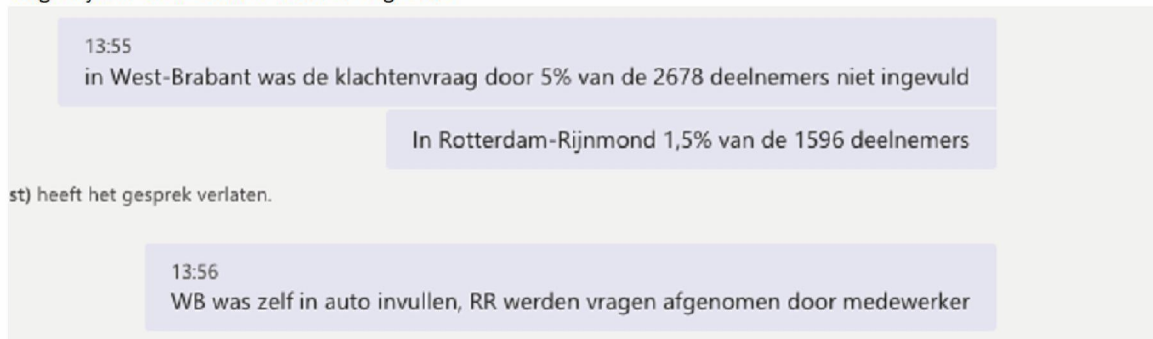 13:55
in West-Brabant was de klachtenvraag door 5% van de 2678 deelnemers niet ingevuld
In Rotterdam-Rijnmond 1,5% van de 1596 deelnemers
st) heeft het gesprek verlaten.
13:56
WB was zelf in auto invullen, RR werden vragen afgenomen door medewerker